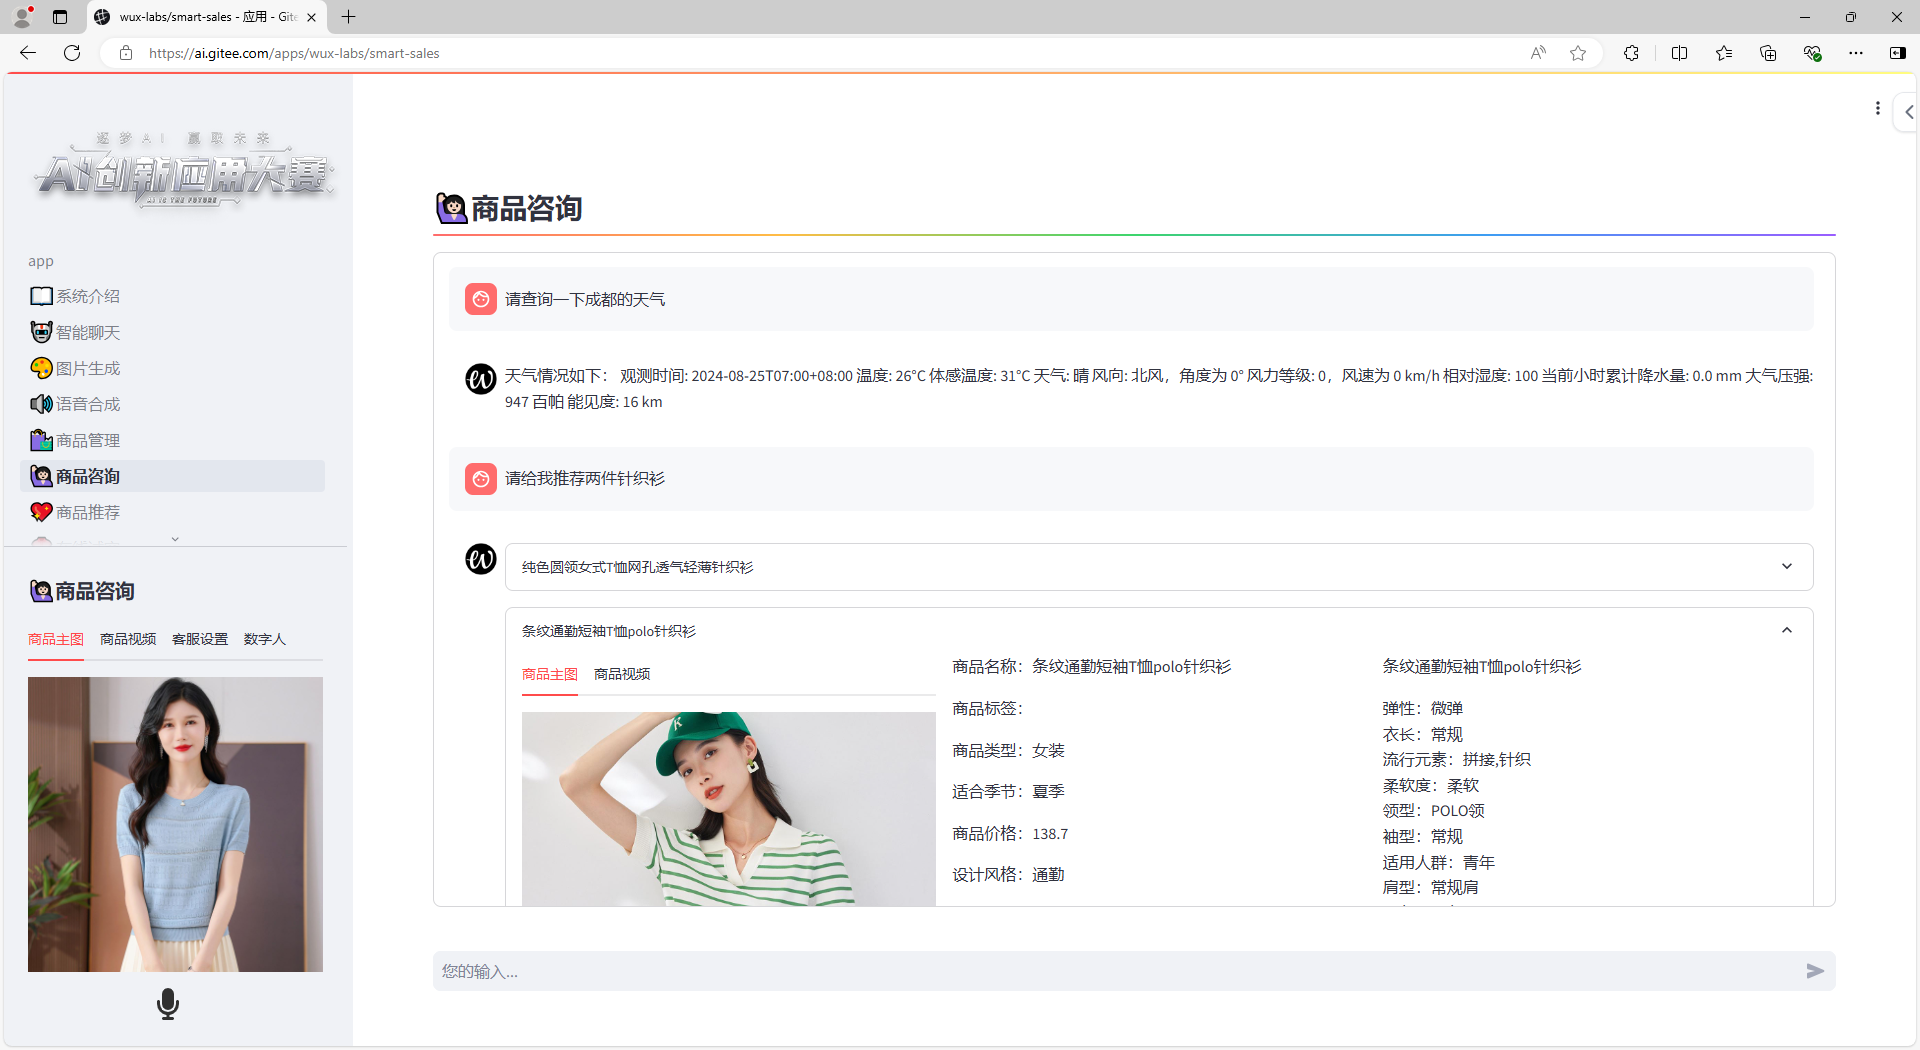 wux-labs/smart-sales - 应用 - Gite
https://ai.gitee.com/apps/wux-labs/smart-sales
逐梦AI 赢取未来
AI创新应用大赛
AI IS THE FUTURE
app
系统介绍
智能聊天
图片生成
语音合成
商品管理
商品咨询
商品推荐
商品咨询
商品主图 商品视频 客服设置 数字人
商品咨询
请查询一下成都的天气
天气情况如下： 观测时间: 2024-08-25T07:00+08:00 温度: 26°C 体感温度: 31°C 天气: 晴 风向: 北风，角度为 0° 风力等级: 0，风速为 0 km/h 相对湿度: 100 当前小时累计降水量: 0.0 mm 大气压强:
947 百帕 能见度: 16 km
请给我推荐两件针织衫
纯色圆领女式T恤网孔透气轻薄针织衫
条纹通勤短袖T恤polo针织衫
商品主图 商品视频
K
商品名称：条纹通勤短袖T恤polo针织衫
商品标签：
商品类型：女装
适合季节：夏季
商品价格：138.7
设计风格：通勤
条纹通勤短袖T恤polo针织衫
弹性：微弹
衣长：常规
流行元素：拼接,针织
柔软度：柔软
领型：POLO领
袖型：常规
适用人群：青年
肩型：常规肩
您的输入...